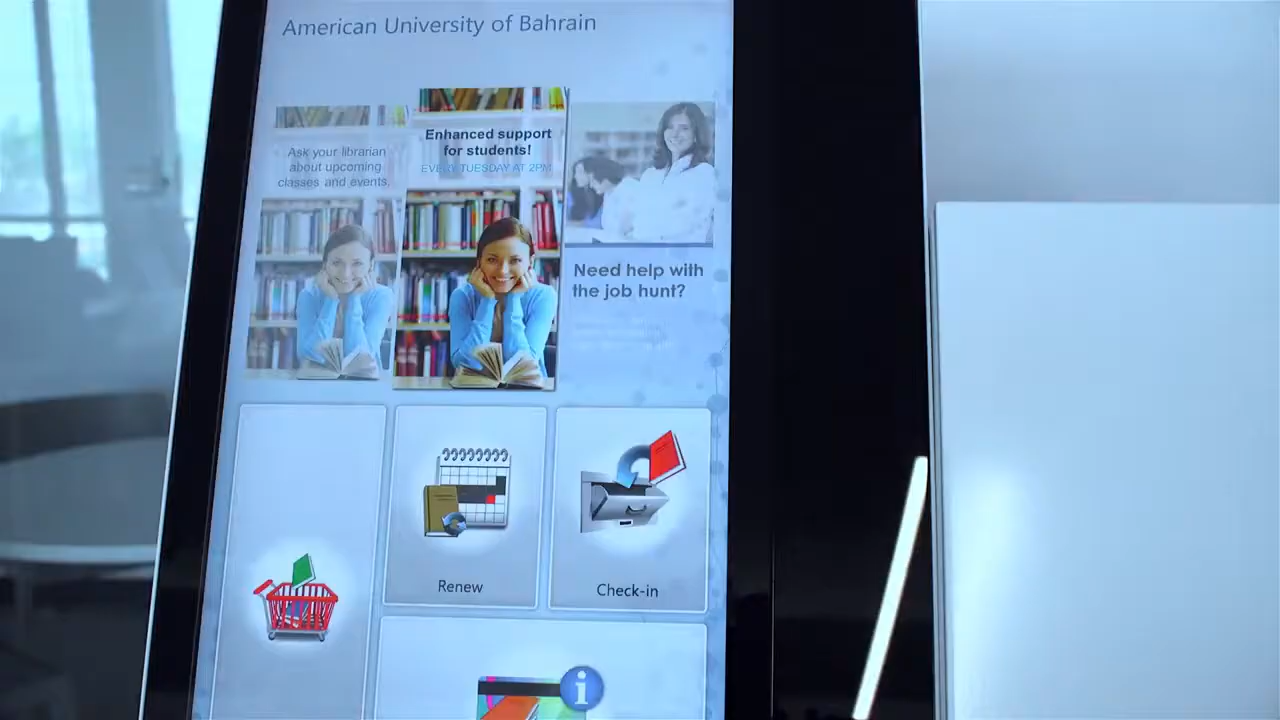 American University of Bahrain
Ask your librarian
about upcoming
classes and events.
Enhanced support
for students!
EVERY TUESDAY AT 2PM
Need help with
the job hunt?
Renew
Check-in